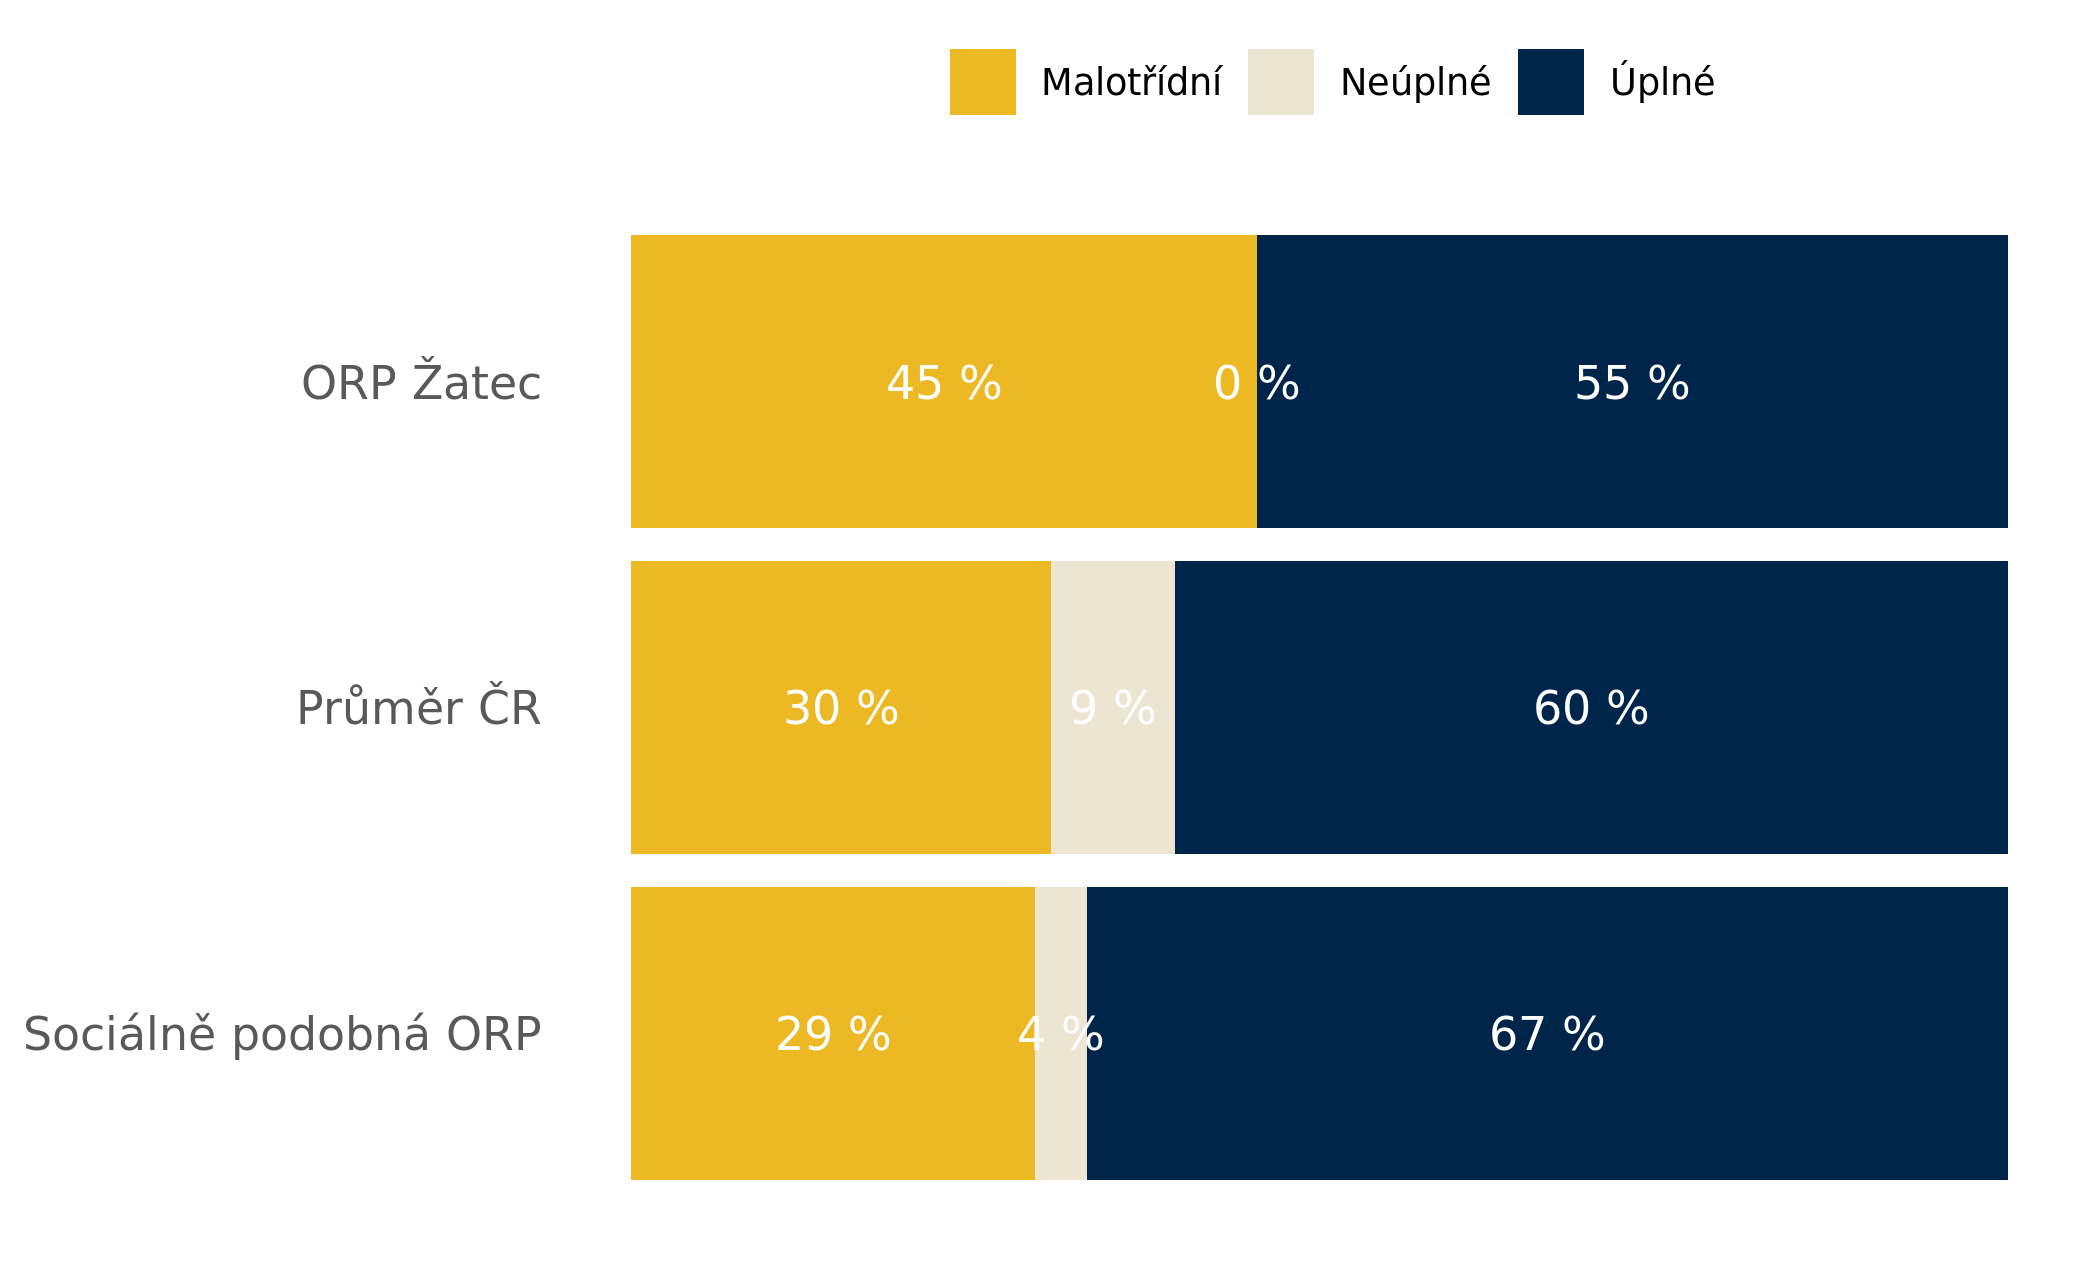 Malotřídní Neúplné Úplné
ORP Žatec 45 % 0 % 55 %
Průměr ČR 30 % 9 % 60 %
Sociálně podobná ORP 29 % 4 % 67 %